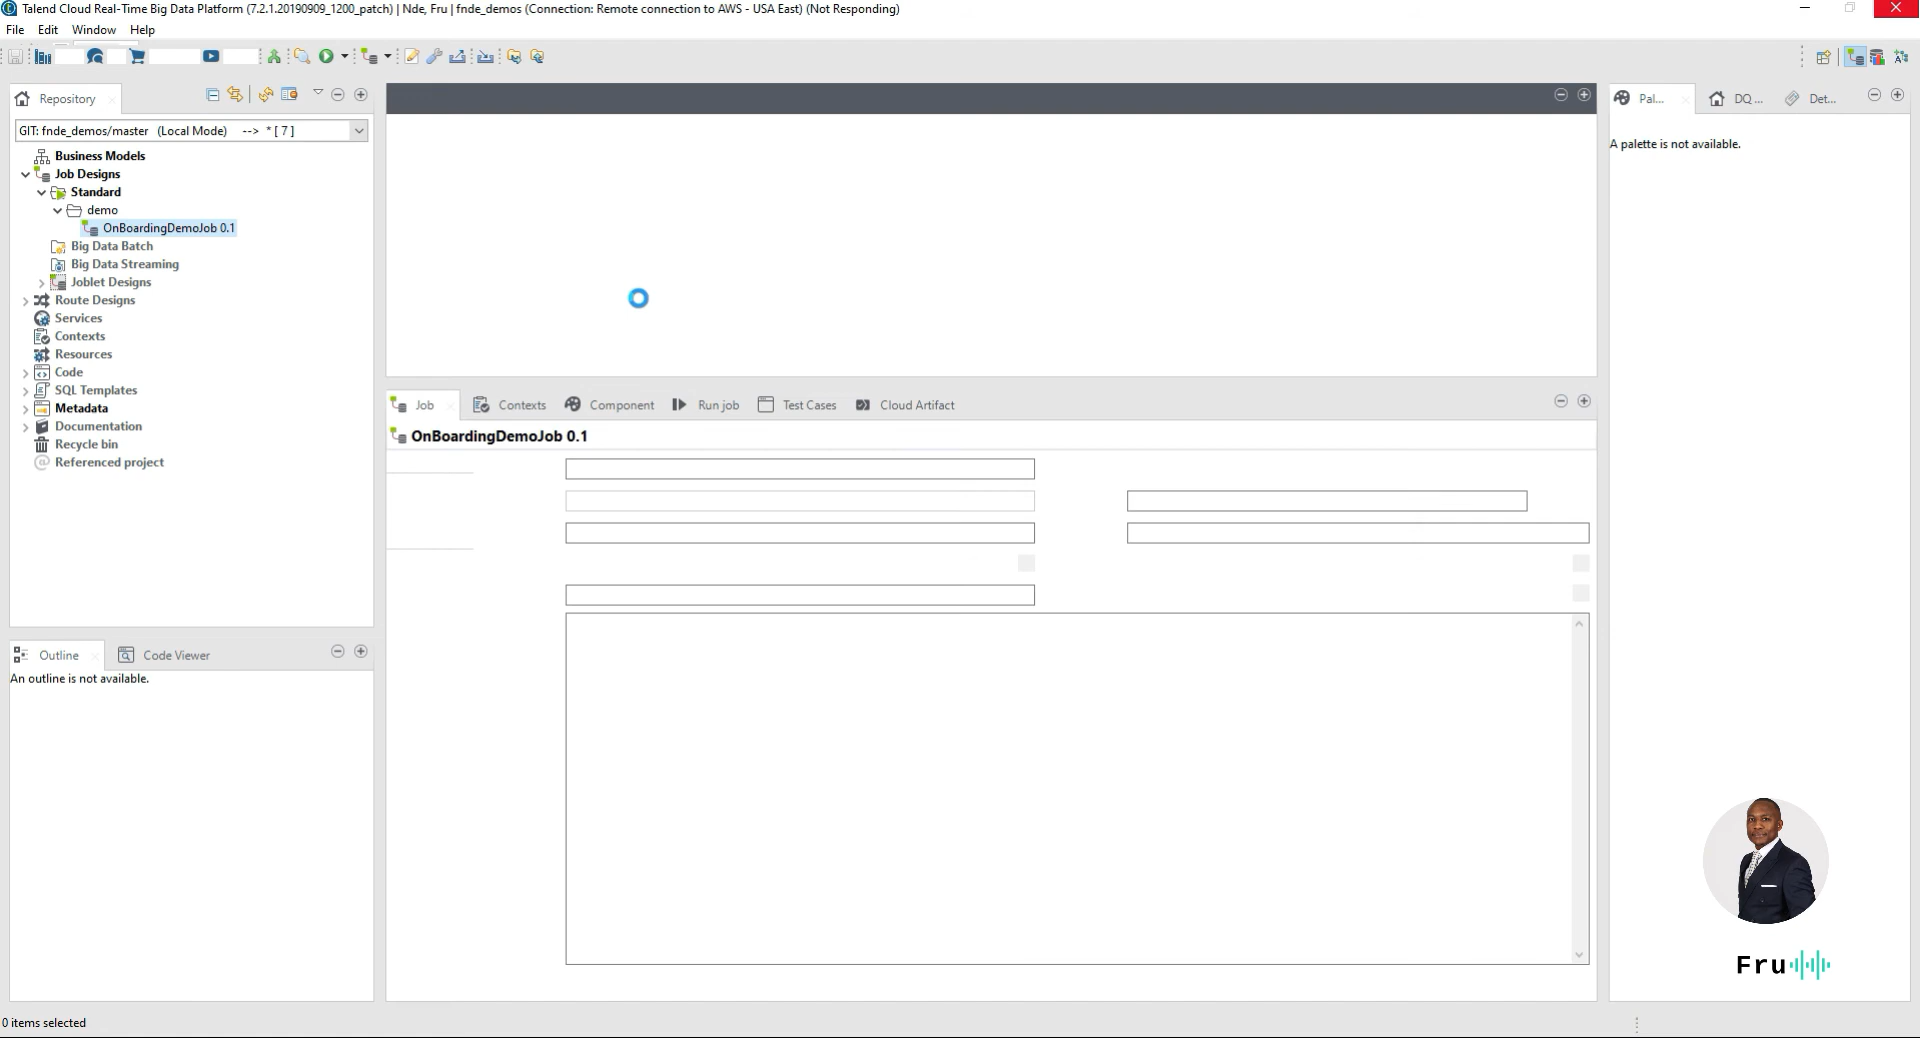 Talend Cloud Real-Time Big Data Platform (7.2.1.20190909_1200_patch) | Nde, Fru | fnde_demos (Connection: Remote connection to AWS - USA East) (Not Responding)
File Edit Window Help
Repository
GIT: fnde_demos/master (Local Mode) --> * [ 7 ]
Business Models
Job Designs
Standard
demo
OnBoardingDemoJob 0.1
Big Data Batch
Big Data Streaming
Joblet Designs
Route Designs
Services
Contexts
Resources
Code
SQL Templates
Metadata
Documentation
Recycle bin
Referenced project
Outline
Code Viewer
An outline is not available.
Job
Contexts
Component
Run job
Test Cases
Cloud Artifact
OnBoardingDemoJob 0.1
Pal...
DQ ...
Det...
A palette is not available.
Fru
0 items selected